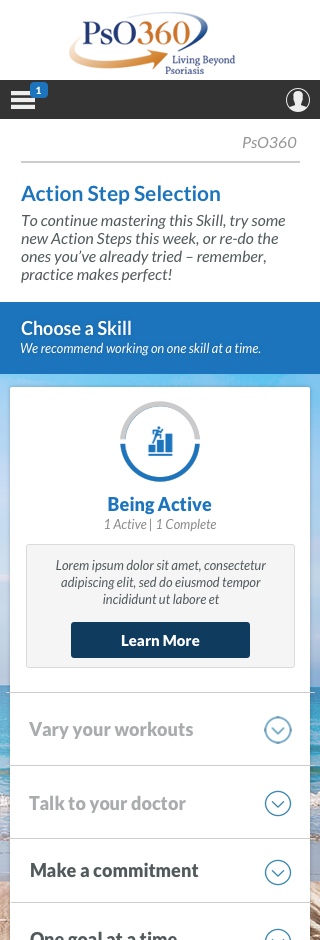 PsO360
Living Beyond
Psoriasis
1
PsO360
Action Step Selection
To continue mastering this Skill, try some
new Action Steps this week, or re-do the
ones you've already tried – remember,
practice makes perfect!
Choose a Skill
We recommend working on one skill at a time.
Being Active
1 Active | 1 Complete
Lorem ipsum dolor sit amet, consectetur
adipiscing elit, sed do eiusmod tempor
incididunt ut labore et
Learn More
Vary your workouts
Talk to your doctor
Make a commitment
One goal at a time